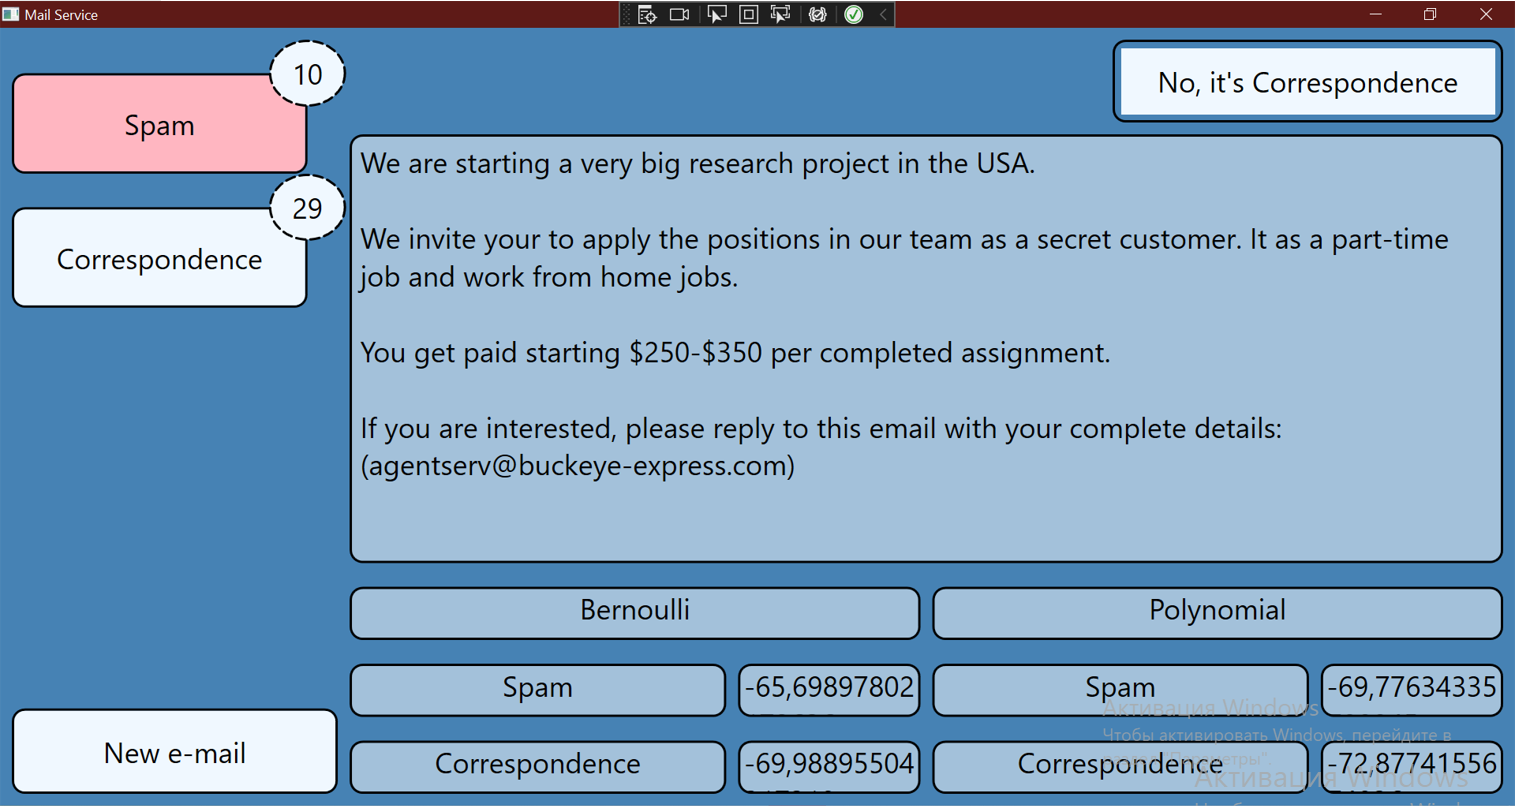 Mail Service
10
Spam
No, it's Correspondence
29
Correspondence
We are starting a very big research project in the USA.
We invite your to apply the positions in our team as a secret customer. It as a part-time
job and work from home jobs.
You get paid starting $250-$350 per completed assignment.
If you are interested, please reply to this email with your complete details:
(agentserv@buckeye-express.com)
Bernoulli
Polynomial
Spam
-65,69897802
Spam
-69,77634335
Активация Windows
Чтобы активировать Windows, перейдите в
"Параметры".
New e-mail
Correspondence
-69,98895504
Correspondence
-72,87741556
Активация Windows